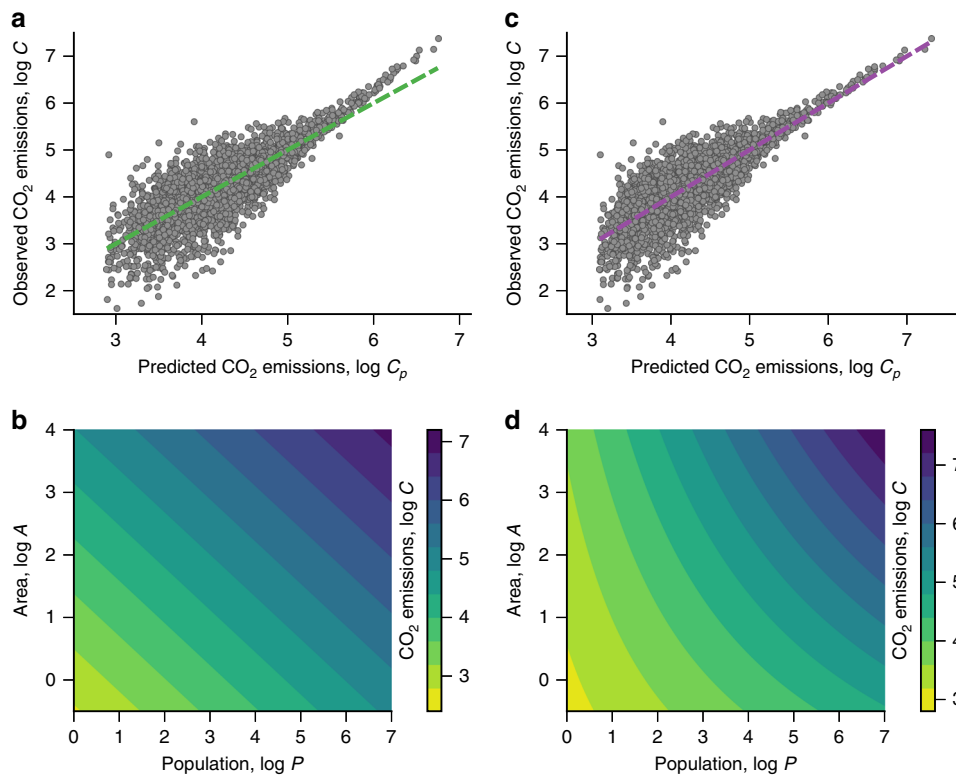 a
Observed CO2 emissions, log C
7
6
5
4
3
2
3 4 5 6 7
Predicted CO2 emissions, log Cp
c
Observed CO2 emissions, log C
7
6
5
4
3
2
3 4 5 6 7
Predicted CO2 emissions, log Cp
b
Area, log A
4
3
2
1
0
0 1 2 3 4 5 6 7
Population, log P
CO2 emissions, log C
7
6
5
4
3
d
Area, log A
4
3
2
1
0
0 1 2 3 4 5 6 7
Population, log P
CO2 emissions, log C
7
6
5
4
3